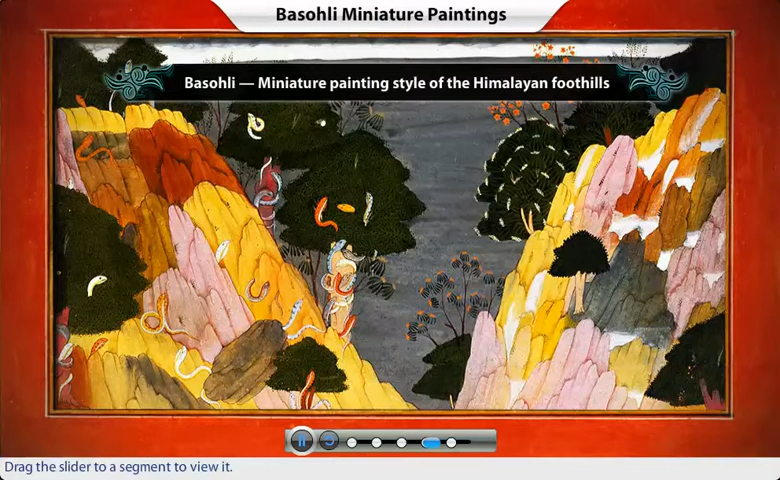 Basohli Miniature Paintings
Basohli — Miniature painting style of the Himalayan foothills
Drag the slider to a segment to view it.